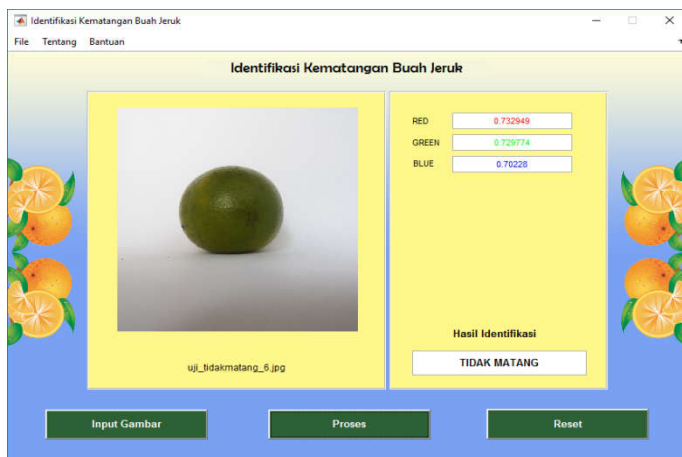 Identifikasi Kematangan Buah Jeruk
File Tentang Bantuan
Identifikasi Kematangan Buah Jeruk
RED 0.732949
GREEN 0.729774
BLUE 0.70228
uji_tidakmatang_6.jpg
Hasil Identifikasi
TIDAK MATANG
Input Gambar Proses Reset